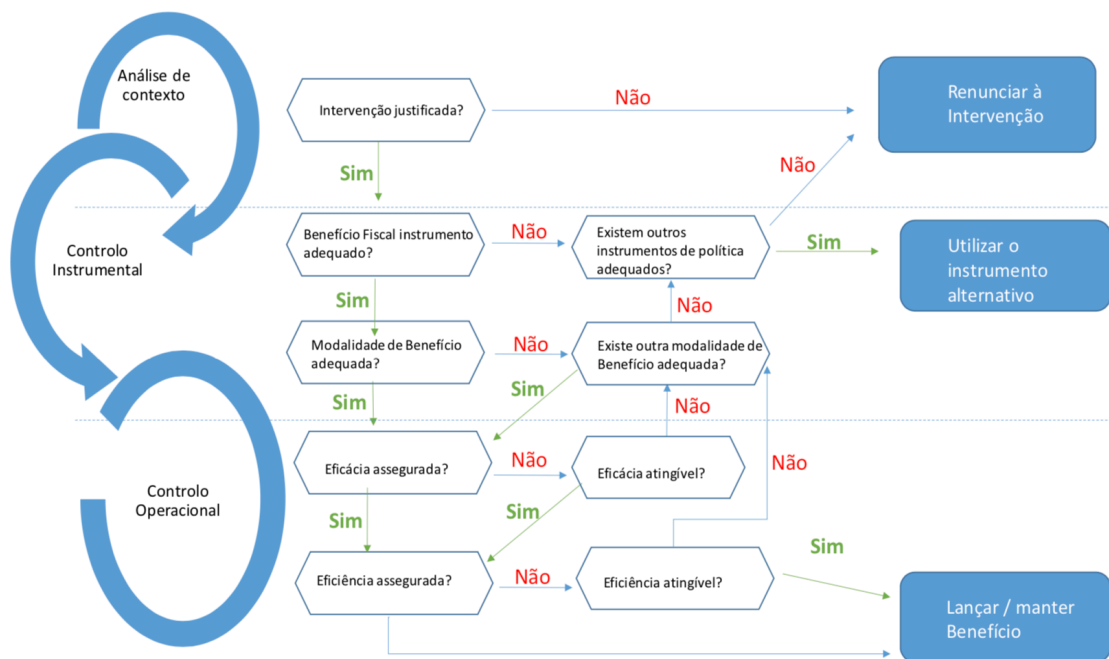 Análise de
contexto
Intervenção justificada?
Não
Renunciar à
Intervenção
Sim
Não
Controlo
Instrumental
Benefício Fiscal instrumento
adequado?
Não
Existem outros
instrumentos de política
adequados?
Sim
Utilizar o
instrumento
alternativo
Sim
Não
Modalidade de Benefício
adequada?
Não
Existe outra modalidade de
Benefício adequada?
Sim
Sim
Não
Eficácia assegurada?
Não
Eficácia atingível?
Não
Controlo
Operacional
Sim
Sim
Sim
Eficiência assegurada?
Não
Eficiência atingível?
Lançar / manter
Benefício